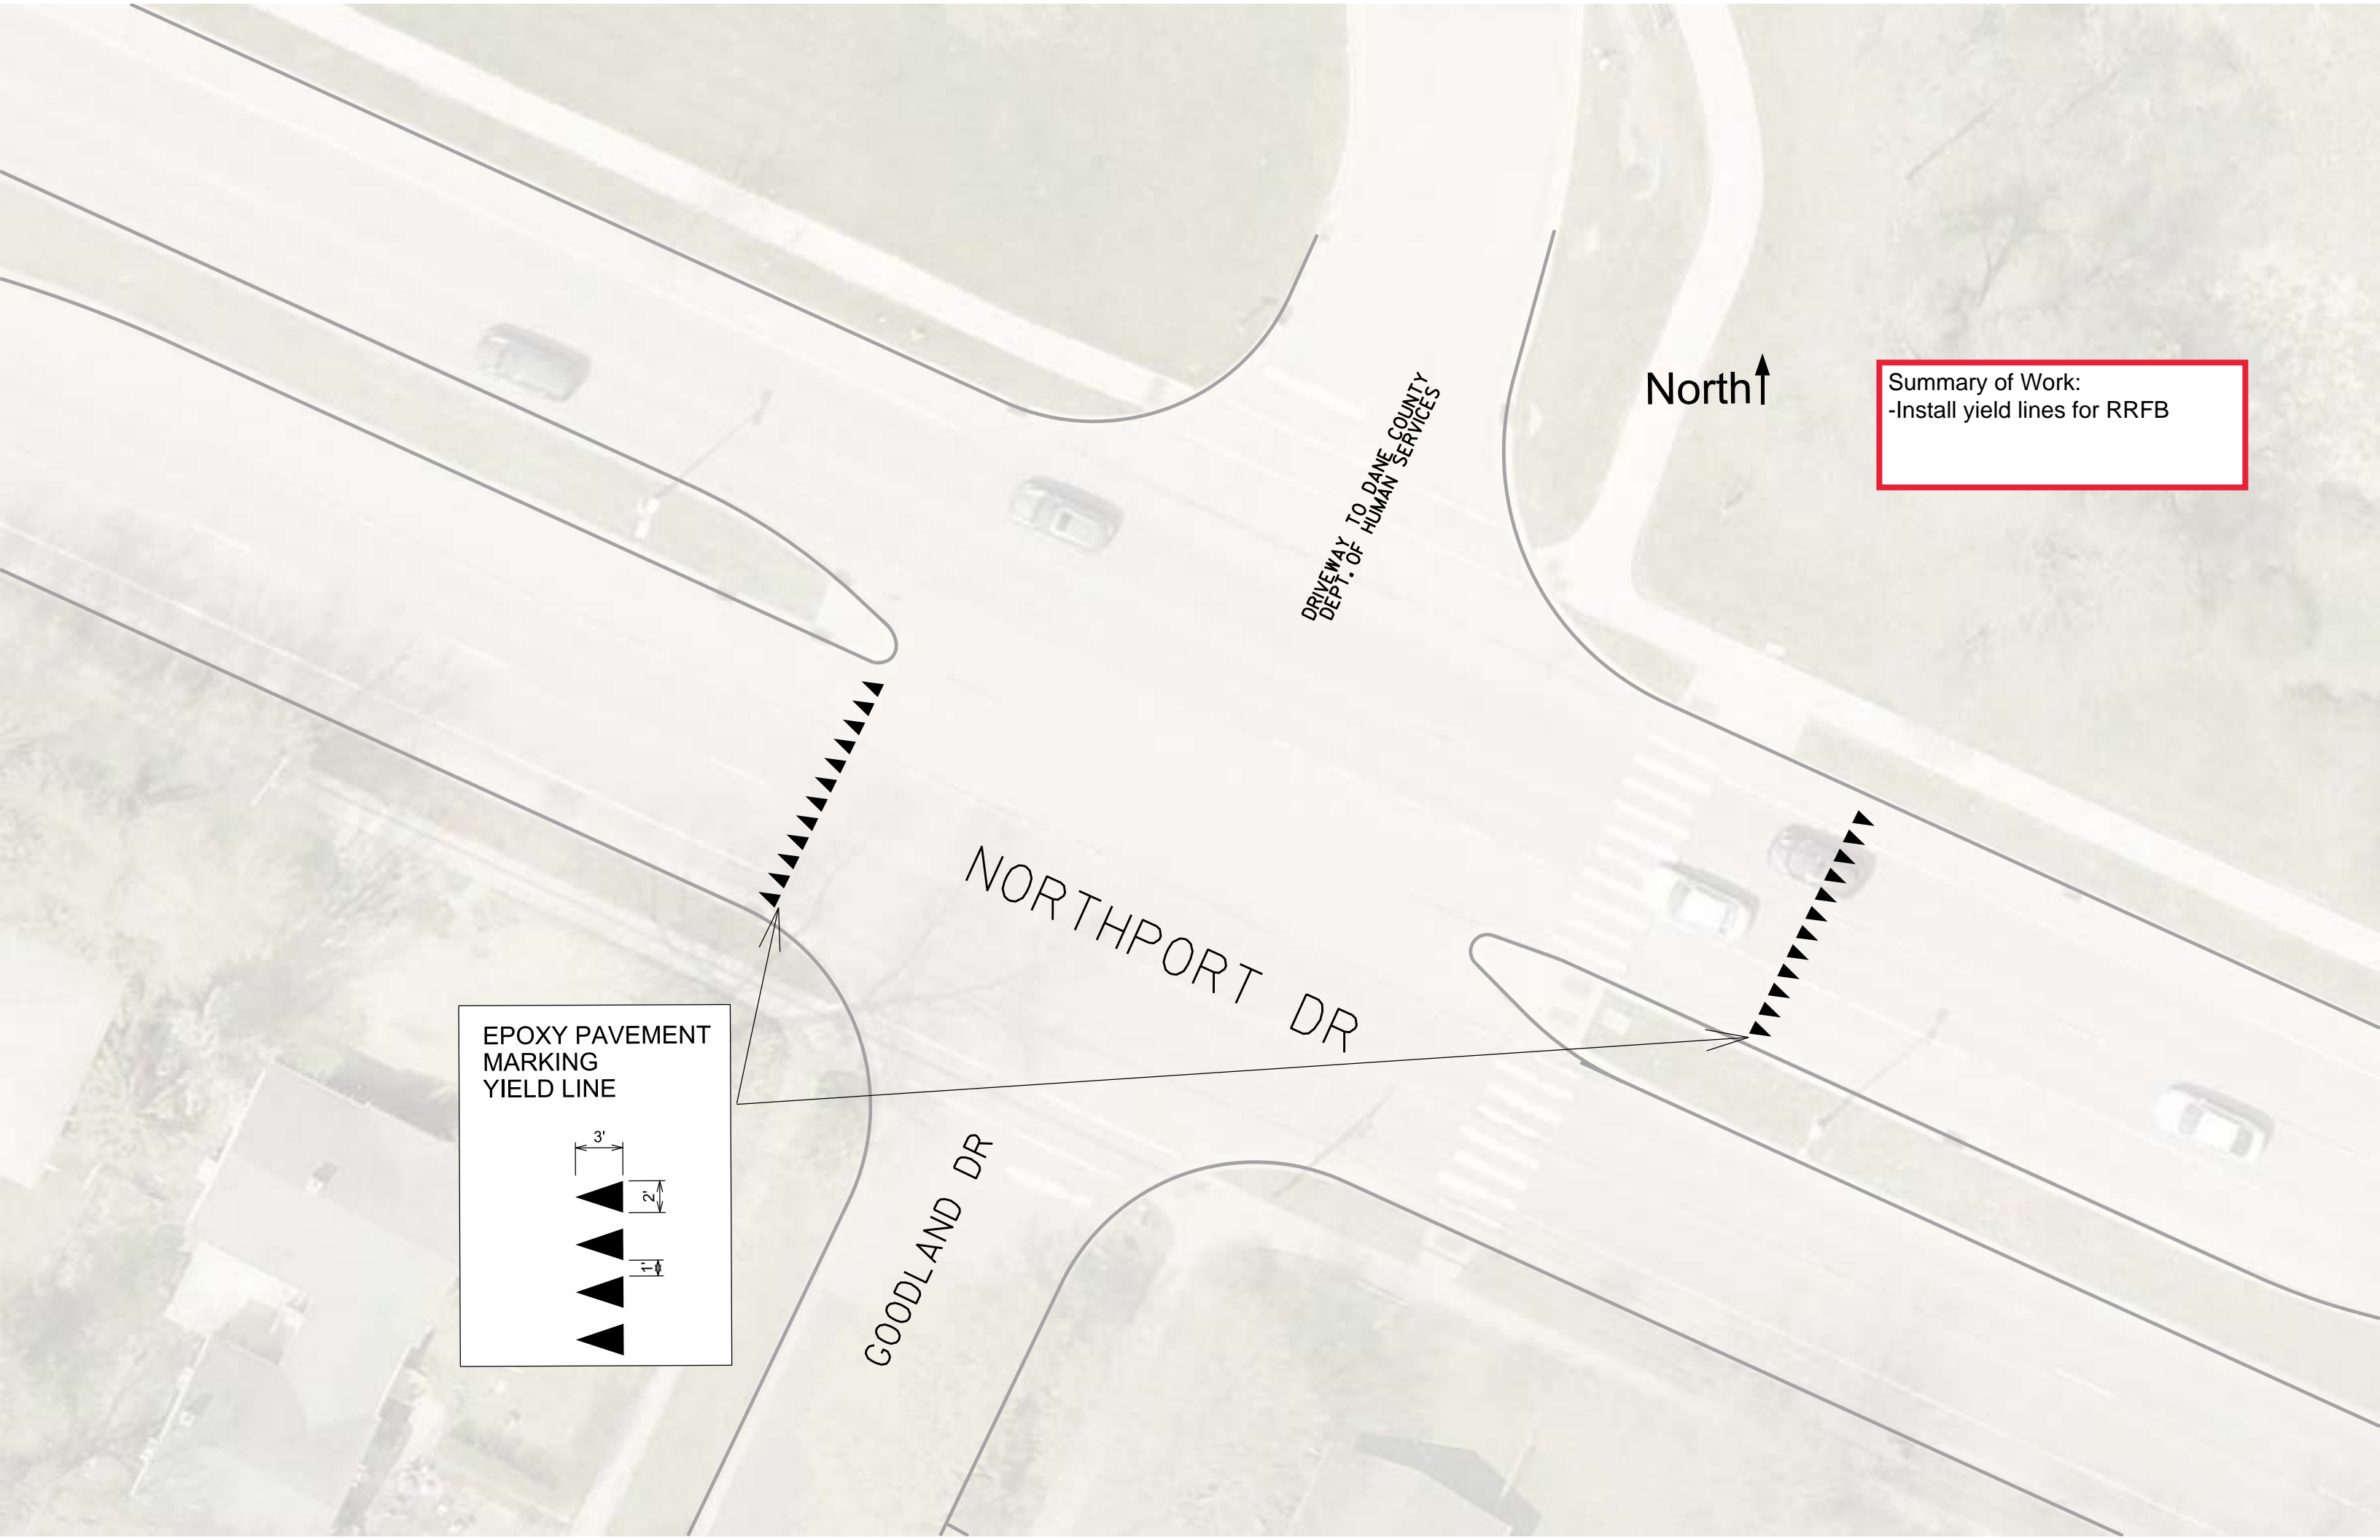 DRIVEWAY TO DANE COUNTY
DEPT. OF HUMAN SERVICES
North
Summary of Work:
-Install yield lines for RRFB
NORTHPORT DR
EPOXY PAVEMENT
MARKING
YIELD LINE
3'
2'
1'
GOODLAND DR